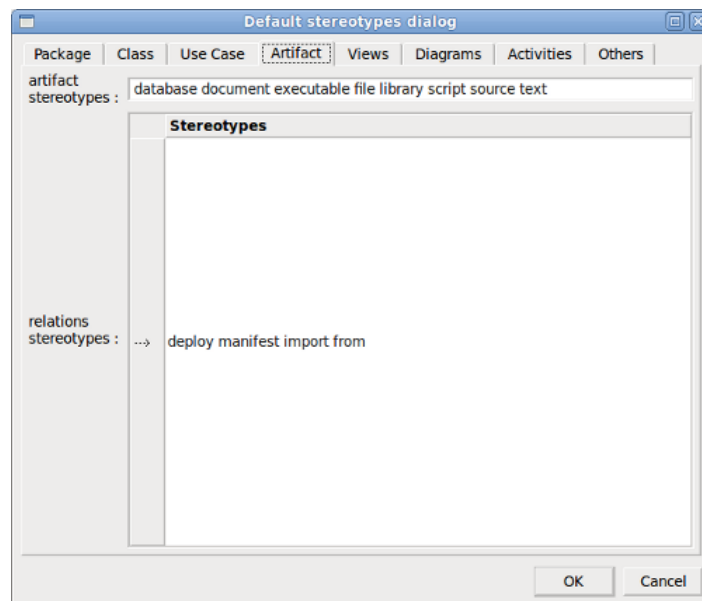 Default stereotypes dialog
Package Class Use Case Artifact Views Diagrams Activities Others
artifact
stereotypes :
database document executable file library script source text
Stereotypes
relations
stereotypes :
deploy manifest import from
OK Cancel